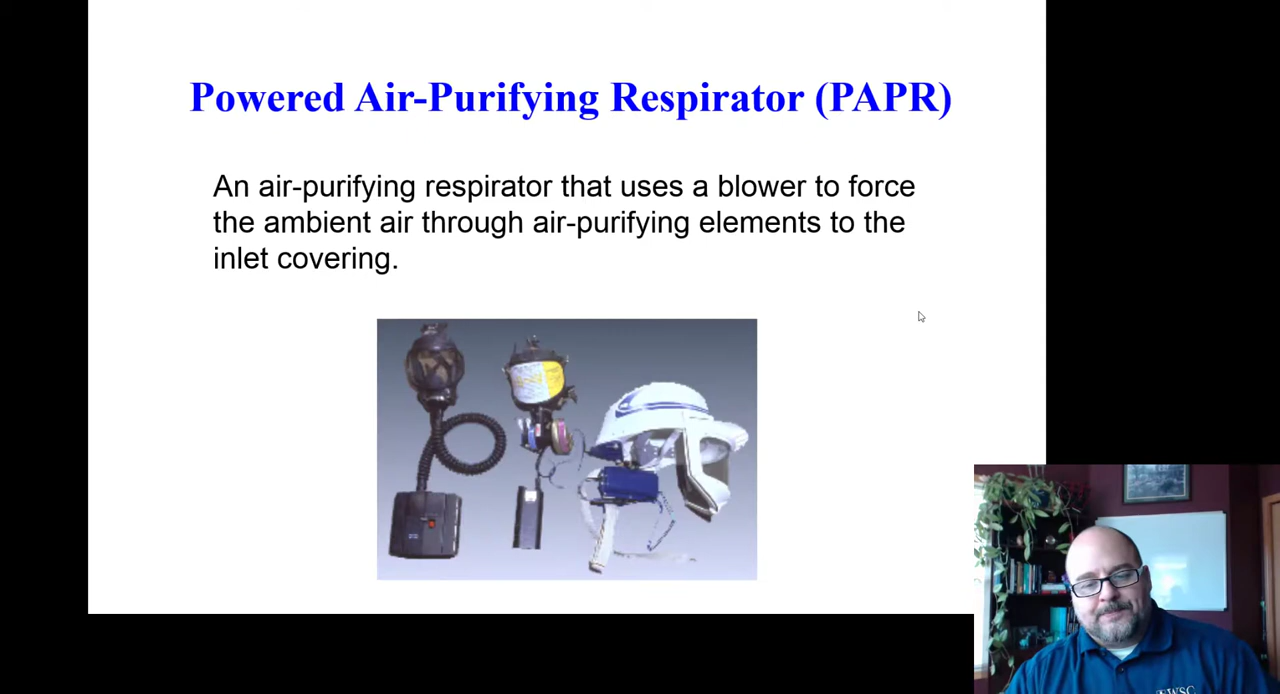 Powered Air-Purifying Respirator (PAPR)
An air-purifying respirator that uses a blower to force
the ambient air through air-purifying elements to the
inlet covering.